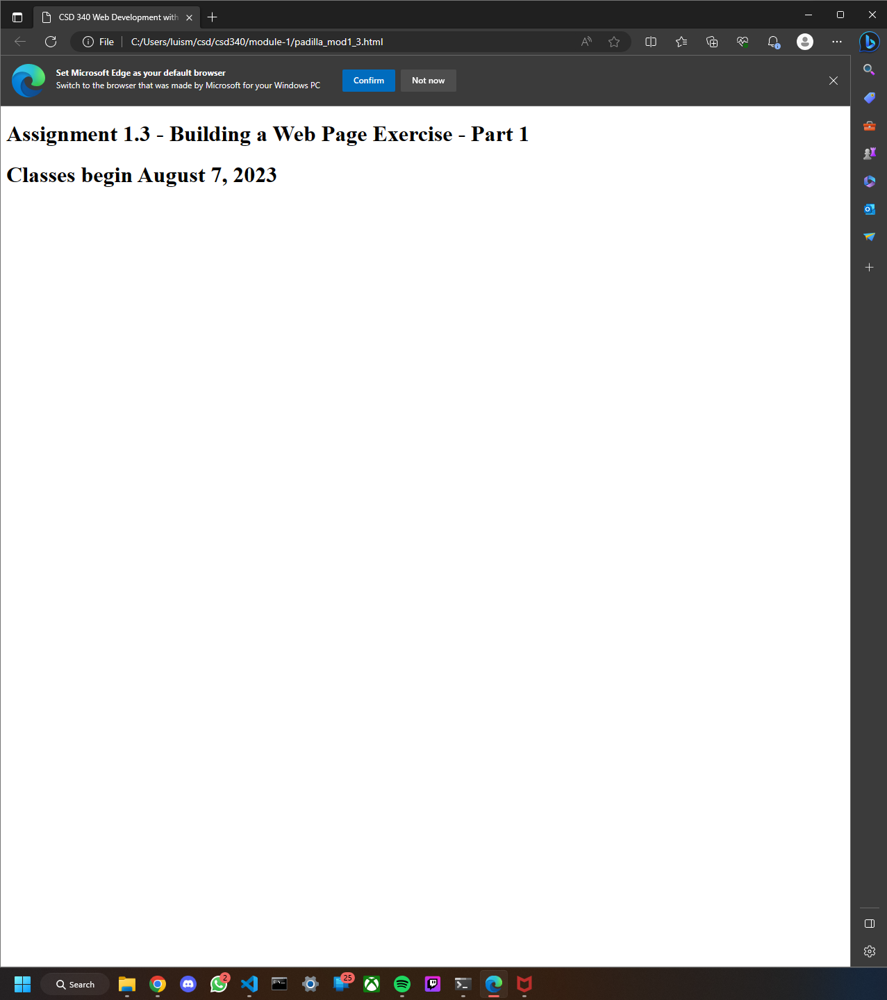 CSD 340 Web Development with
File
C:/Users/luism/csd/csd340/module-1/padilla_mod1_3.html
Set Microsoft Edge as your default browser
Switch to the browser that was made by Microsoft for your Windows PC
Confirm
Not now
Assignment 1.3 - Building a Web Page Exercise - Part 1
Classes begin August 7, 2023
Search
2
25